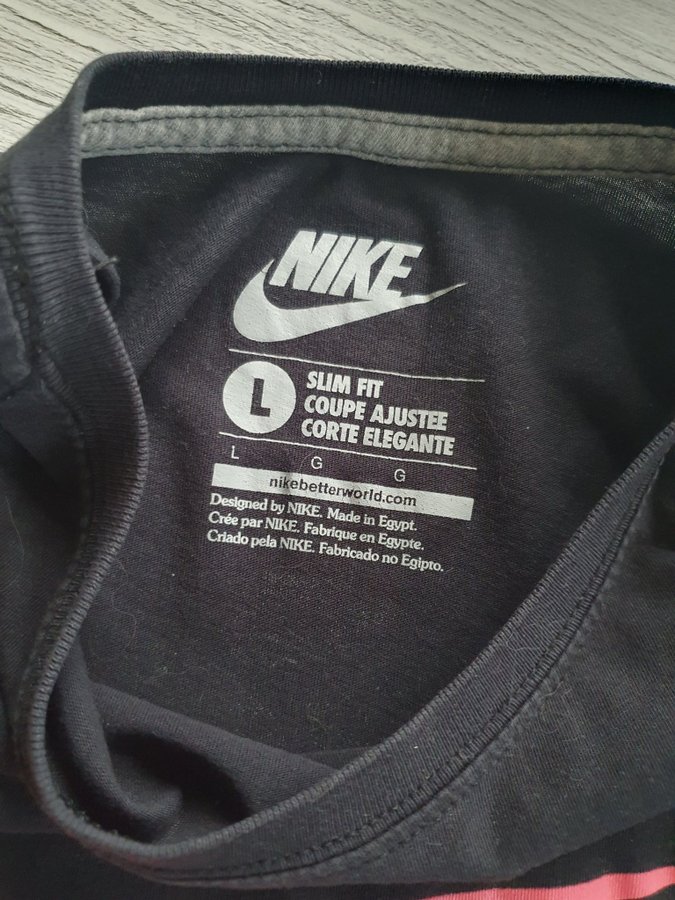 NIKE
L
SLIM FIT
COUPE AJUSTEE
CORTE ELEGANTE
L G G
nikebetterworld.com
Designed by NIKE. Made in Egypt.
Crée par NIKE. Fabrique en Egypte.
Criado pela NIKE. Fabricado no Egipto.